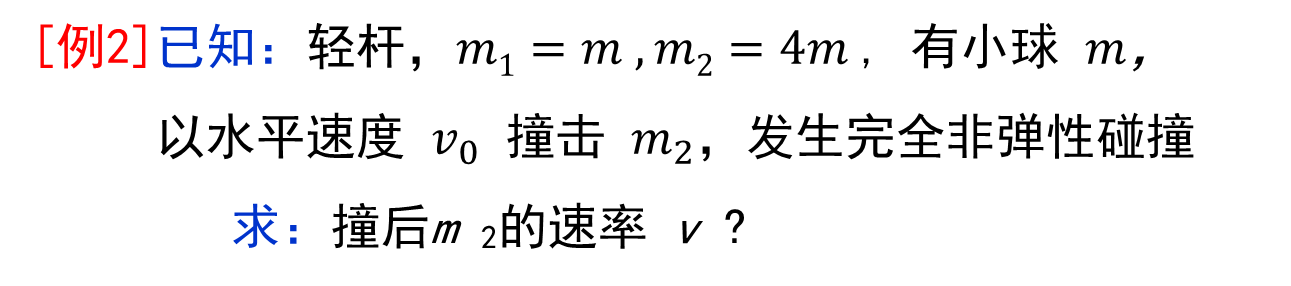 [例2]已知：轻杆，m₁ = m ,m₂ = 4m， 有小球 m，
以水平速度 v₀ 撞击 m₂，发生完全非弹性碰撞
求：撞后m ₂的速率 v ？